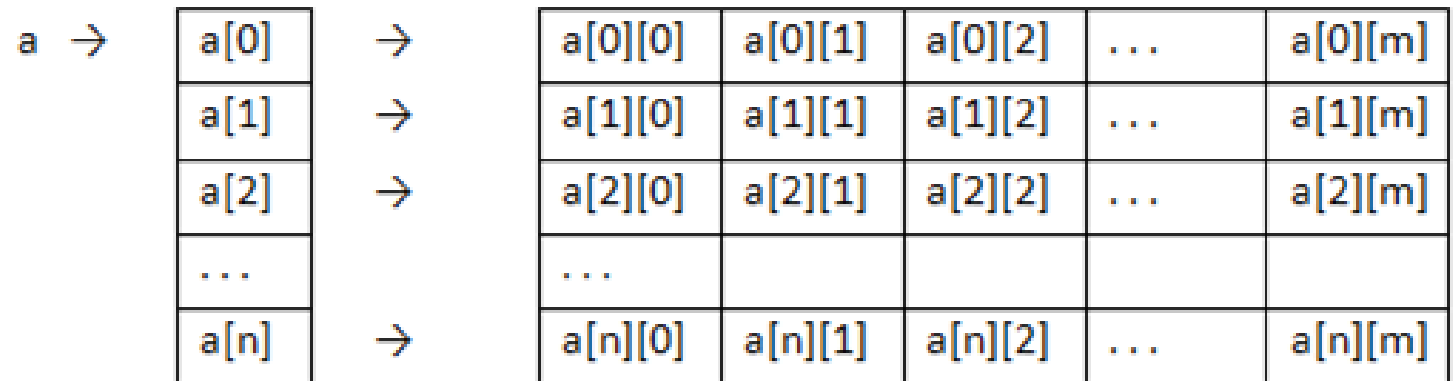 a → a[0] → a[0][0] a[0][1] a[0][2] ... a[0][m]
a[1] → a[1][0] a[1][1] a[1][2] ... a[1][m]
a[2] → a[2][0] a[2][1] a[2][2] ... a[2][m]
... ...
a[n] → a[n][0] a[n][1] a[n][2] ... a[n][m]